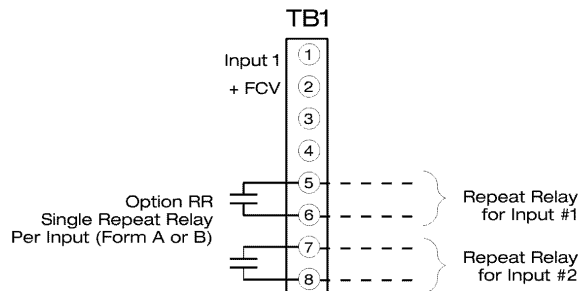 TB1
Input 1
1
+ FCV
2
3
4
5
6
7
8
Option RR
Single Repeat Relay
Per Input (Form A or B)
Repeat Relay
for Input #1
Repeat Relay
for Input #2